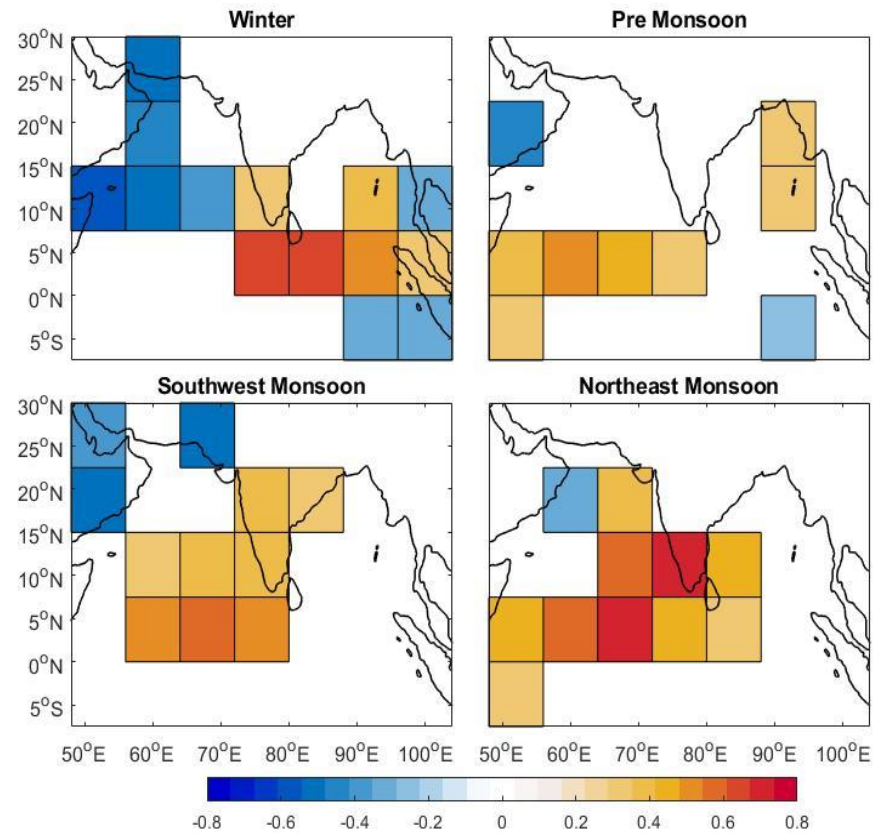 Winter
Pre Monsoon
30°N
25°N
20°N
15°N
10°N
5°N
0°N
5°S
Southwest Monsoon
Northeast Monsoon
30°N
25°N
20°N
15°N
10°N
5°N
0°N
5°S
50°E 60°E 70°E 80°E 90°E 100°E
50°E 60°E 70°E 80°E 90°E 100°E
-0.8 -0.6 -0.4 -0.2 0 0.2 0.4 0.6 0.8